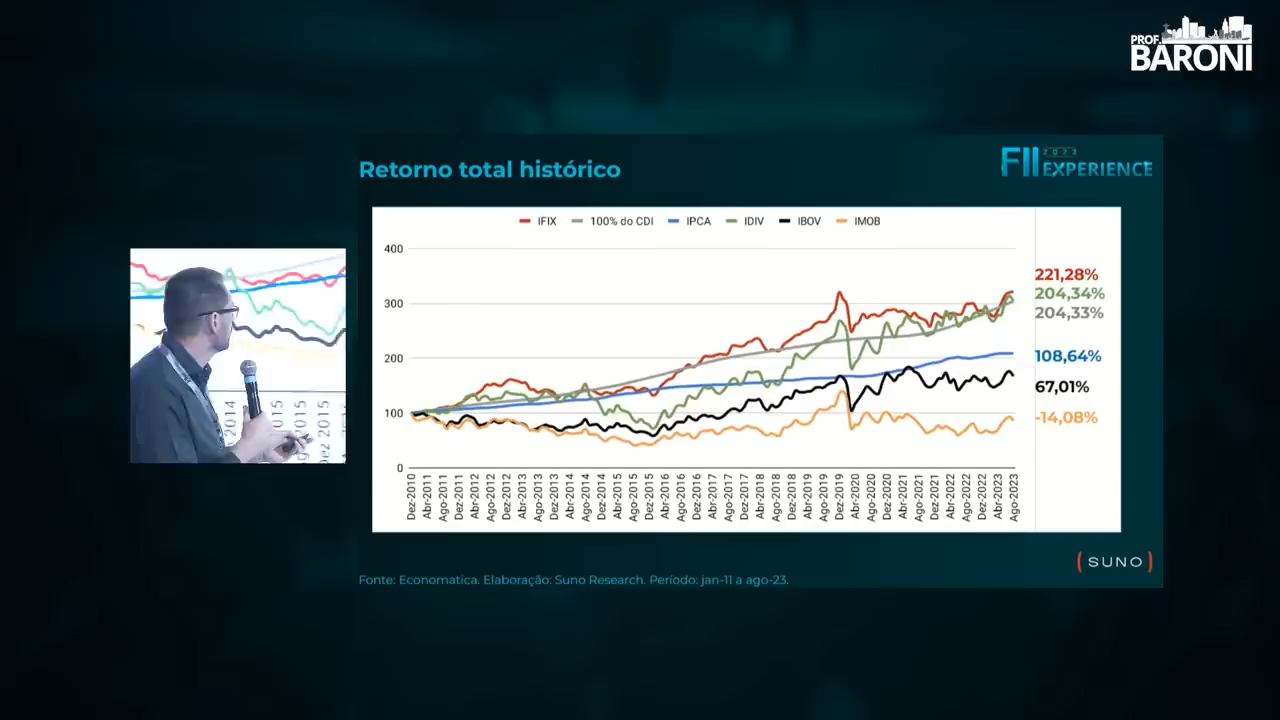 PROF.
BARONI
Retorno total histórico
FII 2023
EXPERIENCE
IFIX 100% do CDI IPCA IDIV IBOV IMOB
400
300
200
100
0
221,28%
204,34%
204,33%
108,64%
67,01%
-14,08%
Dez-2010 Abr-2011 Ago-2011 Dez-2011 Abr-2012 Ago-2012 Dez-2012 Abr-2013 Ago-2013 Dez-2013 Abr-2014 Ago-2014 Dez-2014 Abr-2015 Ago-2015 Dez-2015 Abr-2016 Ago-2016 Dez-2016 Abr-2017 Ago-2017 Dez-2017 Abr-2018 Ago-2018 Dez-2018 Abr-2019 Ago-2019 Dez-2019 Abr-2020 Ago-2020 Dez-2020 Abr-2021 Ago-2021 Dez-2021 Abr-2022 Ago-2022 Dez-2022 Abr-2023 Ago-2023
2014
2015
Dez 2015
( SUNO )
Fonte: Economatica. Elaboração: Suno Research. Período: jan-11 a ago-23.